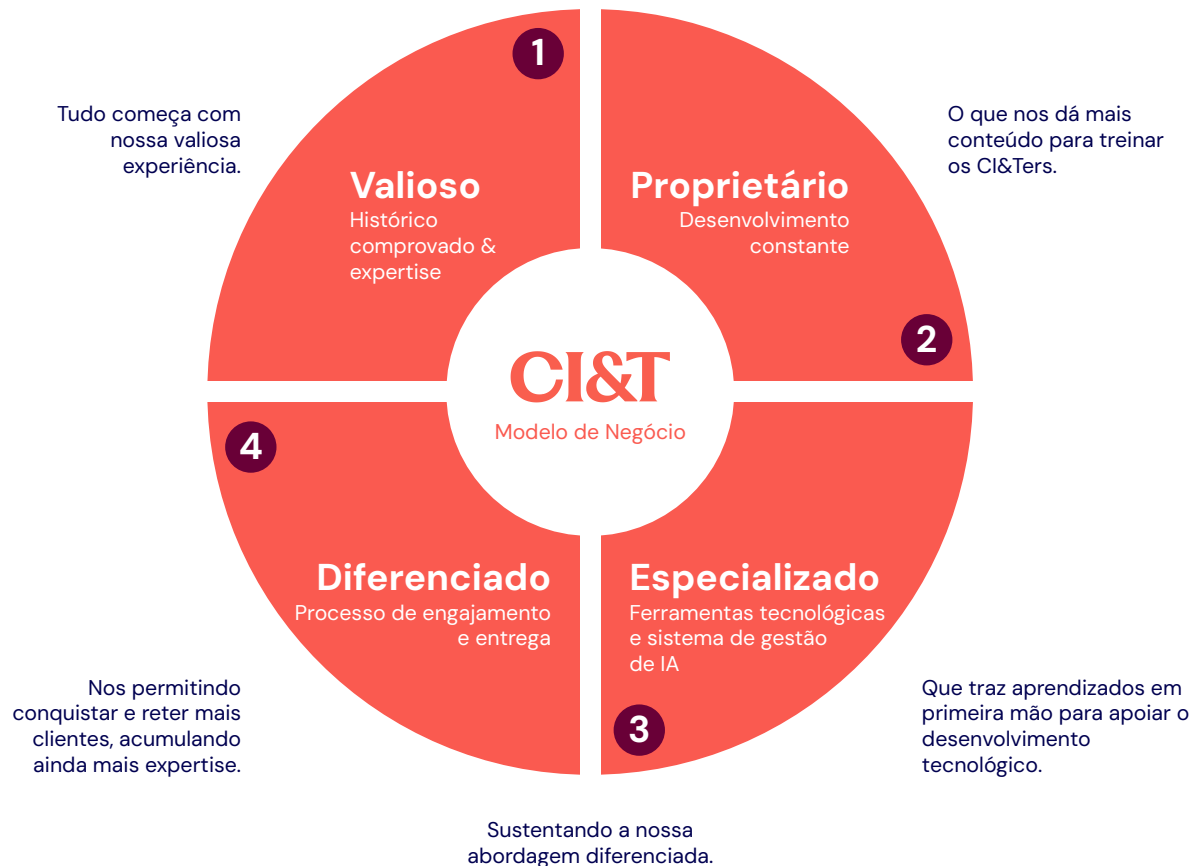 1
Tudo começa com
nossa valiosa
experiência.
Valioso
Histórico
comprovado &
expertise
O que nos dá mais
conteúdo para treinar
os CI&Ters.
Proprietário
Desenvolvimento
constante
2
CI&T
Modelo de Negócio
4
Diferenciado
Processo de engajamento
e entrega
Especializado
Ferramentas tecnológicas
e sistema de gestão
de IA
3
Nos permitindo
conquistar e reter mais
clientes, acumulando
ainda mais expertise.
Que traz aprendizados em
primeira mão para apoiar o
desenvolvimento
tecnológico.
Sustentando a nossa
abordagem diferenciada.